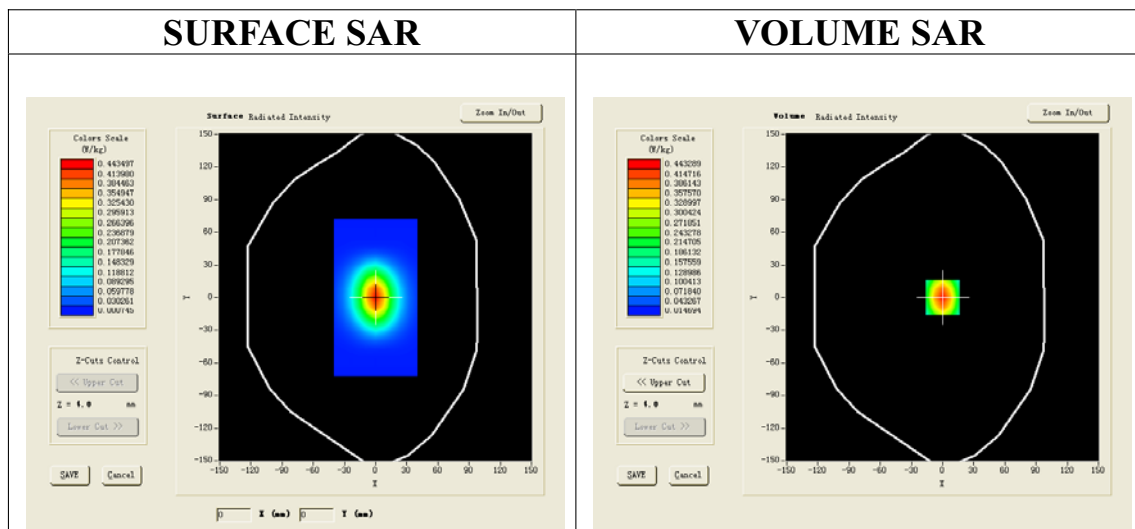 SURFACE SAR
VOLUME SAR
Surface Radiated Intensity
Zoom In/Out
Colors Scale
(W/kg)
0.443497
0.413980
0.384463
0.354947
0.325430
0.295913
0.266396
0.236879
0.207362
0.177846
0.148329
0.118812
0.089295
0.059778
0.030261
0.000745
150
120
90
60
30
0
-30
-60
-90
-120
-150
Y
-150 -120 -90 -60 -30 0 30 60 90 120 150
X
Z-Cuts Control
<< Upper Cut
Z = 4.0 mm
Lower Cut >>
SAVE Cancel
0 X (mm) 0 Y (mm)
Volume Radiated Intensity
Zoom In/Out
Colors Scale
(W/kg)
0.443289
0.414716
0.386143
0.357570
0.328997
0.300424
0.271851
0.243278
0.214705
0.186132
0.157559
0.128986
0.100413
0.071840
0.043267
0.014694
150
120
90
60
30
0
-30
-60
-90
-120
-150
Y
-150 -120 -90 -60 -30 0 30 60 90 120 150
X
Z-Cuts Control
<< Upper Cut
Z = 4.0 mm
Lower Cut >>
SAVE Cancel